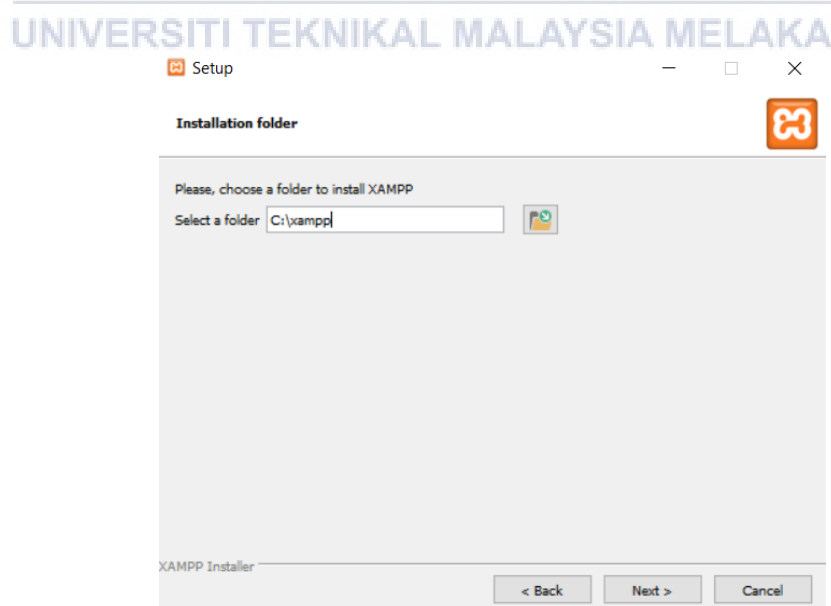 UNIVERSITI TEKNIKAL MALAYSIA MELAKA
Setup
Installation folder
Please, choose a folder to install XAMPP
Select a folder C:\xampp
XAMPP Installer
< Back Next > Cancel